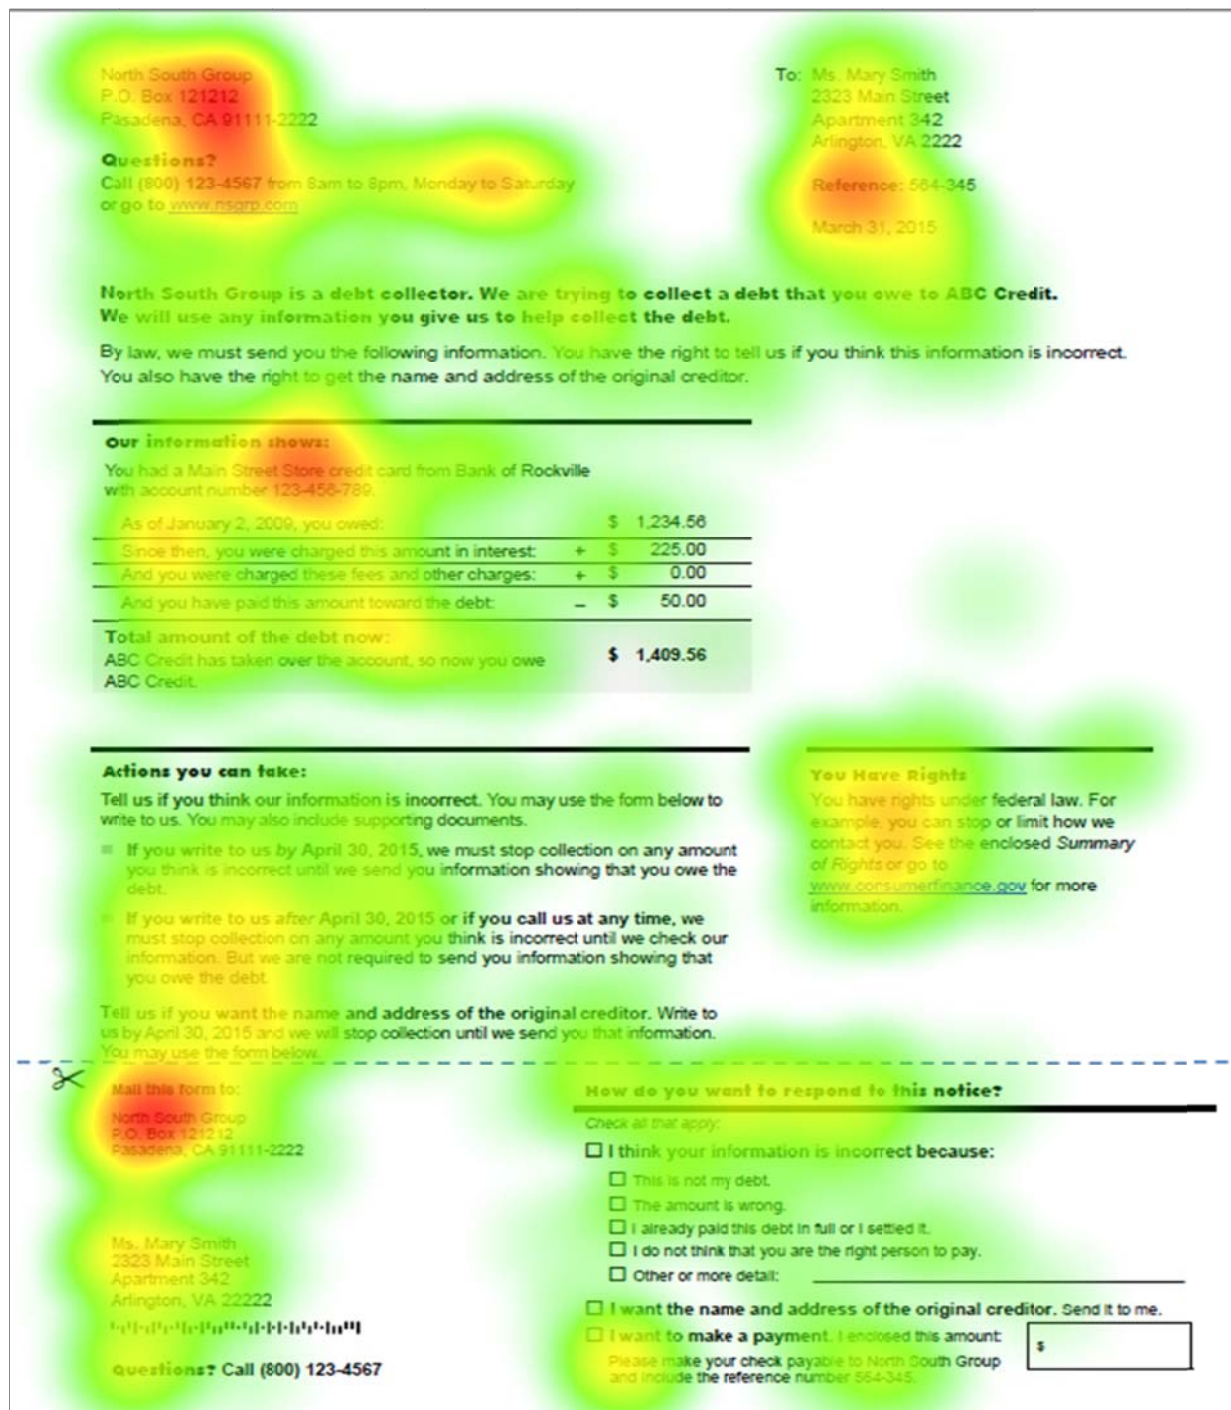 North South Group
P.O. Box 121212
Pasadena, CA 91111-2222
Questions?
Call (800) 123-4567 from 8am to 8pm, Monday to Saturday
or go to www.nsgrp.com
To: Ms. Mary Smith
2323 Main Street
Apartment 342
Arlington, VA 2222
Reference: 564-345
March 31, 2015
North South Group is a debt collector. We are trying to collect a debt that you owe to ABC Credit.
We will use any information you give us to help collect the debt.
By law, we must send you the following information. You have the right to tell us if you think this information is incorrect.
You also have the right to get the name and address of the original creditor.
Our information shows:
You had a Main Street Store credit card from Bank of Rockville
with account number 123-456-789.
As of January 2, 2009, you owed: $ 1,234.56
Since then, you were charged this amount in interest: + $ 225.00
And you were charged these fees and other charges: + $ 0.00
And you have paid this amount toward the debt: – $ 50.00
Total amount of the debt now:
ABC Credit has taken over the account, so now you owe $ 1,409.56
ABC Credit.
Actions you can take:
Tell us if you think our information is incorrect. You may use the form below to
write to us. You may also include supporting documents.
If you write to us by April 30, 2015, we must stop collection on any amount
you think is incorrect until we send you information showing that you owe the
debt.
If you write to us after April 30, 2015 or if you call us at any time, we
must stop collection on any amount you think is incorrect until we check our
information. But we are not required to send you information showing that
you owe the debt.
Tell us if you want the name and address of the original creditor. Write to
us by April 30, 2015 and we will stop collection until we send you that information.
You may use the form below.
You Have Rights
You have rights under federal law. For
example, you can stop or limit how we
contact you. See the enclosed Summary
of Rights or go to
www.consumerfinance.gov for more
information.
Mail this form to:
North South Group
P.O. Box 121212
Pasadena, CA 91111-2222
Ms. Mary Smith
2323 Main Street
Apartment 342
Arlington, VA 22222
Questions? Call (800) 123-4567
How do you want to respond to this notice?
Check all that apply:
I think your information is incorrect because:
This is not my debt.
The amount is wrong.
I already paid this debt in full or I settled it.
I do not think that you are the right person to pay.
Other or more detail:
I want the name and address of the original creditor. Send it to me.
I want to make a payment. I enclosed this amount: $
Please make your check payable to North South Group
and include the reference number 564-345.